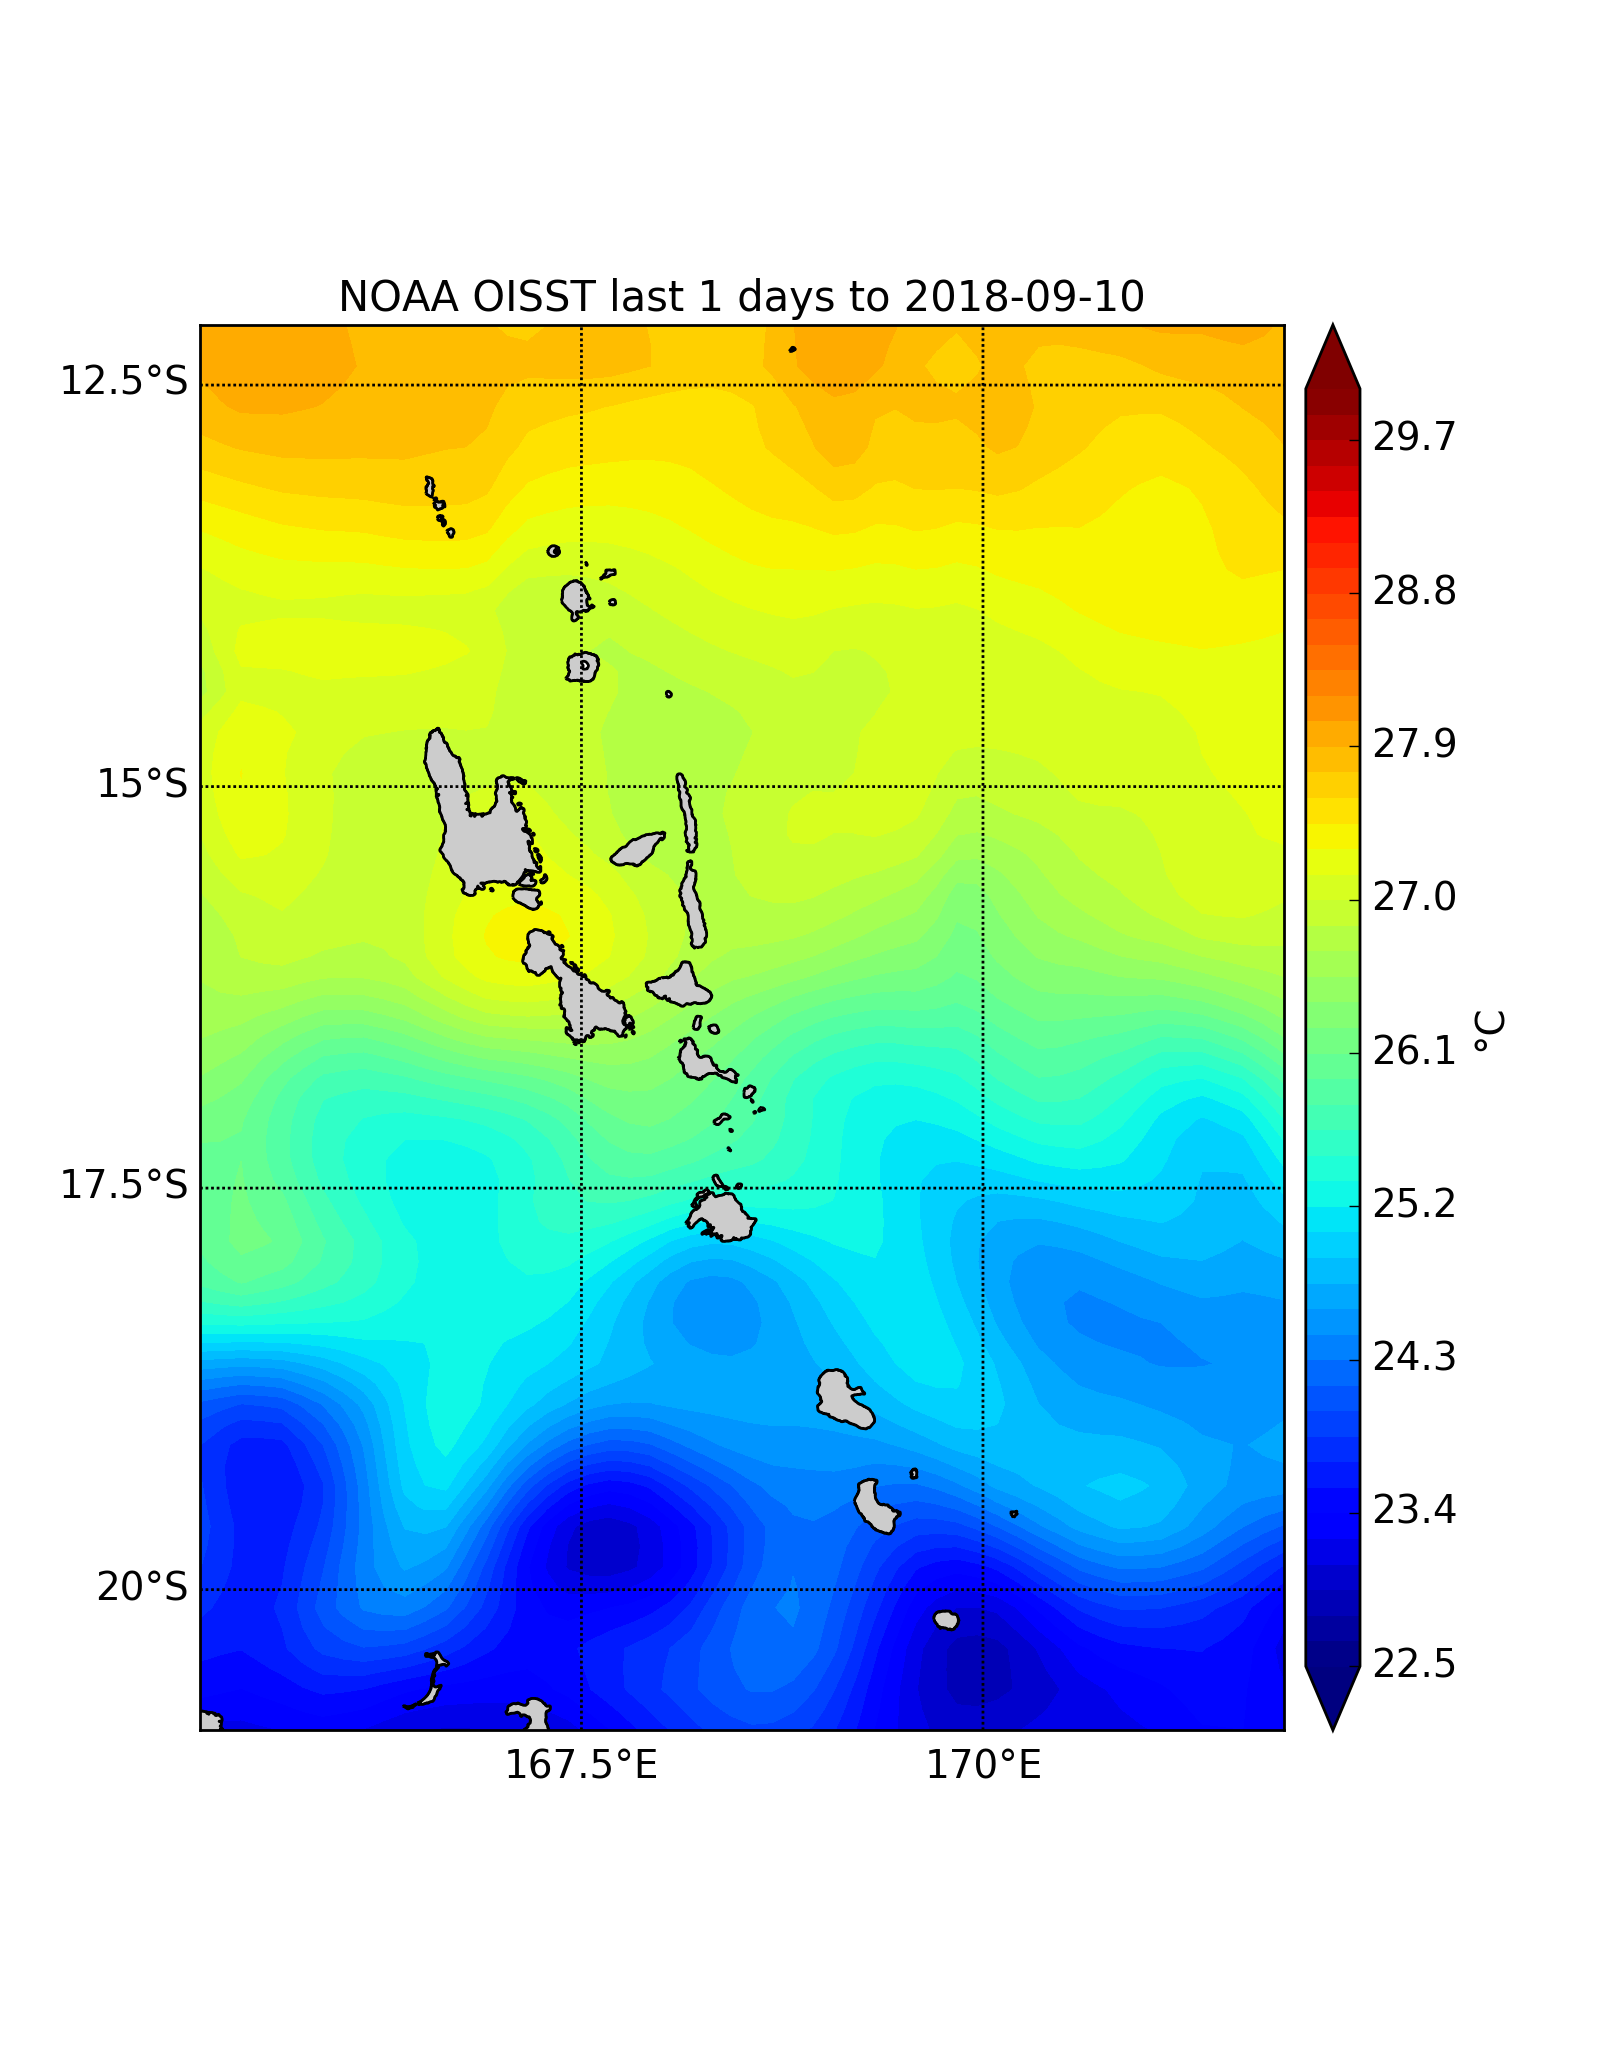 NOAA OISST last 1 days to 2018-09-10
12.5°S
15°S
17.5°S
20°S
167.5°E
170°E
29.7
28.8
27.9
27.0
26.1
25.2
24.3
23.4
22.5
°C